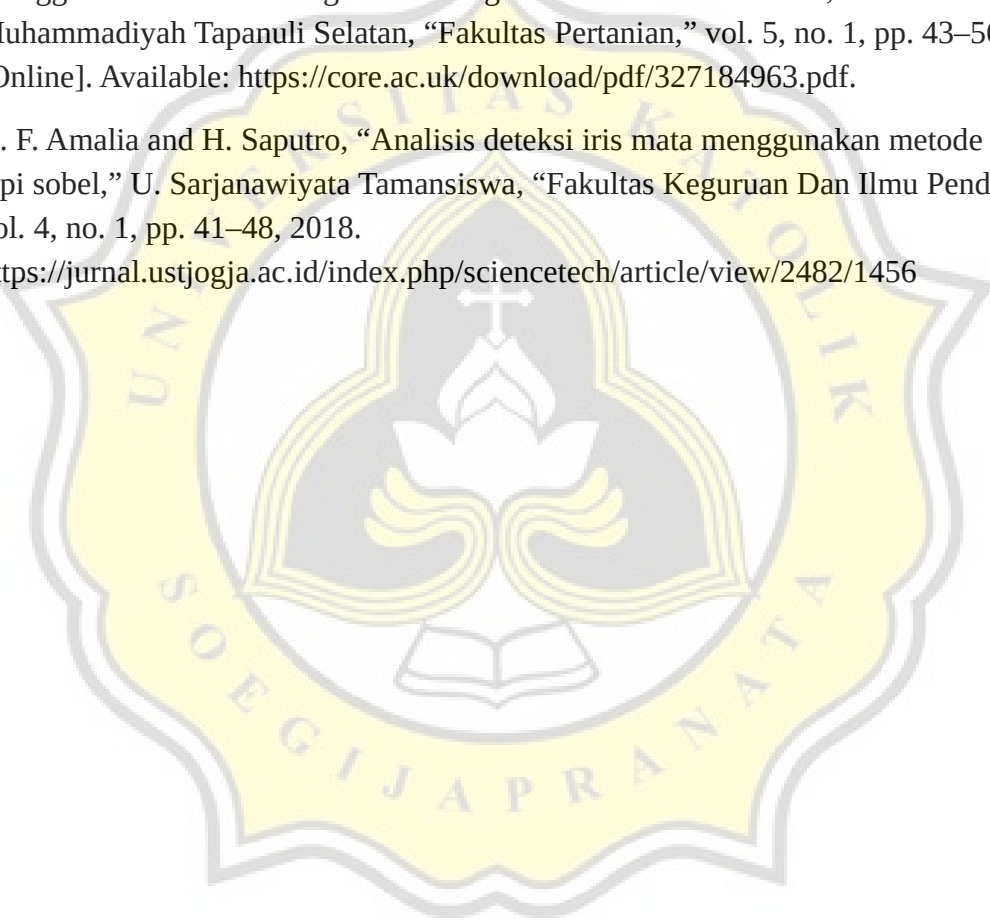 Muhammadiyah Tapanuli Selatan, “Fakultas Pertanian,” vol. 5, no. 1, pp. 43–5
Online]. Available: https://core.ac.uk/download/pdf/327184963.pdf.
. F. Amalia and H. Saputro, “Analisis deteksi iris mata menggunakan metode
pi sobel,” U. Sarjanawiyata Tamansiswa, “Fakultas Keguruan Dan Ilmu Pend
ol. 4, no. 1, pp. 41–48, 2018.
ttps://jurnal.ustjogja.ac.id/index.php/sciencetech/article/view/2482/1456
UNIVERSITAS KATOLIK
SOEGIJAPRANATA